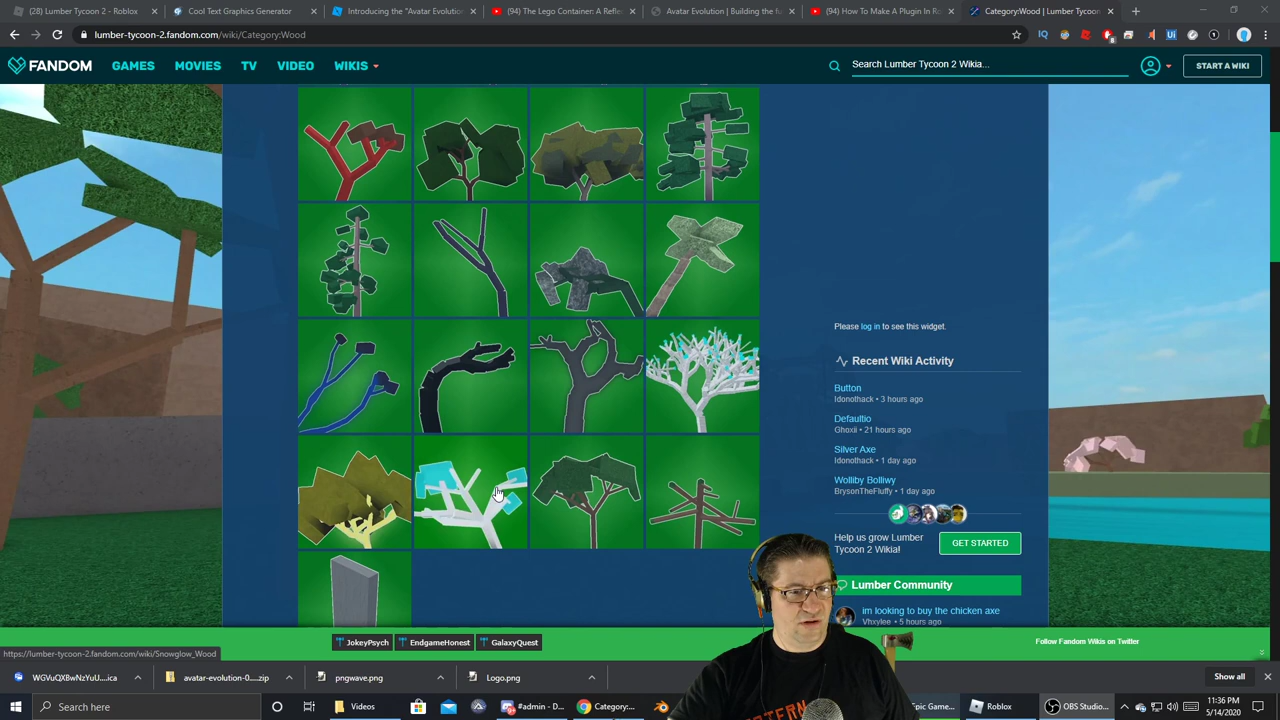 (28) Lumber Tycoon 2 - Roblox
Cool Text Graphics Generator
Introducing the "Avatar Evolution
(94) The Lego Container: A Refle
Avatar Evolution | Building the fu
(94) How To Make A Plugin In Ro
Category:Wood | Lumber Tycoon
lumber-tycoon-2.fandom.com/wiki/Category:Wood
FANDOM
GAMES
MOVIES
TV
VIDEO
WIKIS
Search Lumber Tycoon 2 Wikia...
START A WIKI
Please log in to see this widget.
Recent Wiki Activity
Button
Idonothack • 3 hours ago
Defaultio
Ghoxii • 21 hours ago
Silver Axe
Idonothack • 1 day ago
Wolliby Bolliwy
BrysonTheFluffy • 1 day ago
Help us grow Lumber
Tycoon 2 Wikia!
GET STARTED
Lumber Community
im looking to buy the chicken axe
Vhxylee • 5 hours ago
JokeyPsych
EndgameHonest
GalaxyQuest
Follow Fandom Wikis on Twitter
https://lumber-tycoon-2.fandom.com/wiki/Snowglow_Wood
WGVuQXBwNzYuU....ica
avatar-evolution-0....zip
pngwave.png
Logo.png
Show all
Search here
Videos
#admin - D...
Category:...
Epic Game...
Roblox
OBS Studio...
11:36 PM
5/14/2020